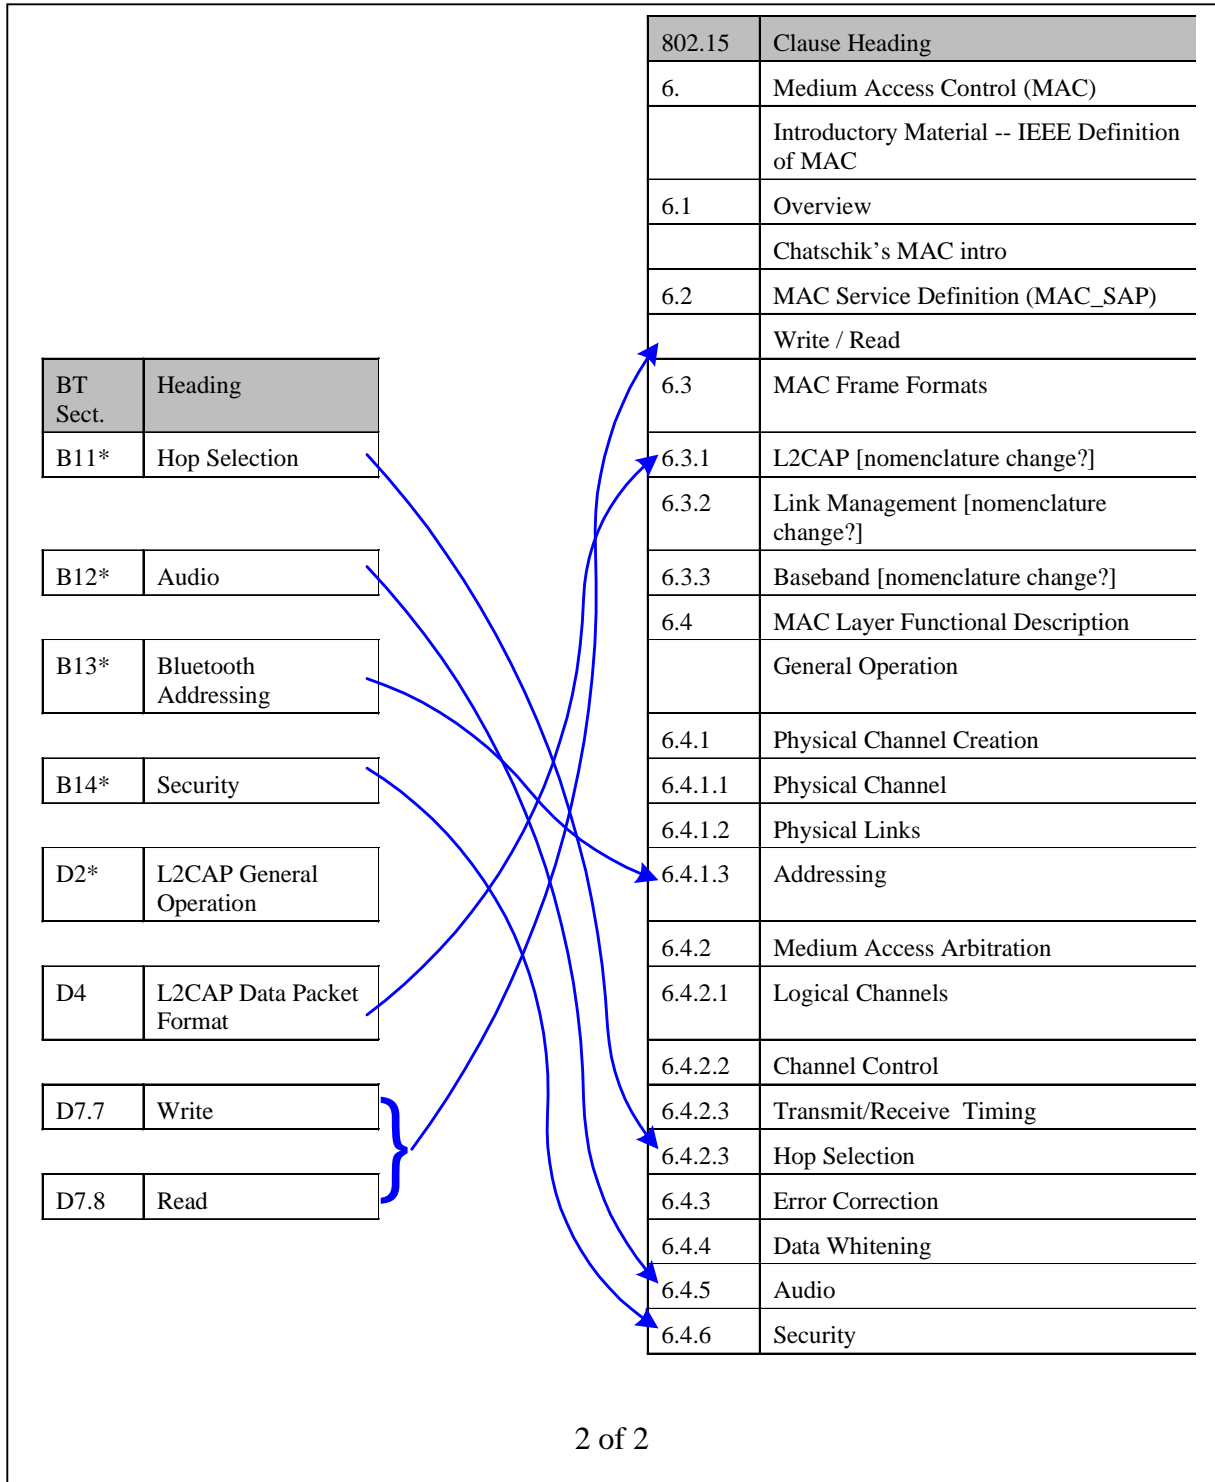 802.15 Clause Heading
6. Medium Access Control (MAC)
Introductory Material -- IEEE Definition
of MAC
6.1 Overview
Chatschik’s MAC intro
6.2 MAC Service Definition (MAC_SAP)
Write / Read
6.3 MAC Frame Formats
6.3.1 L2CAP [nomenclature change?]
6.3.2 Link Management [nomenclature
change?]
6.3.3 Baseband [nomenclature change?]
6.4 MAC Layer Functional Description
General Operation
6.4.1 Physical Channel Creation
6.4.1.1 Physical Channel
6.4.1.2 Physical Links
6.4.1.3 Addressing
6.4.2 Medium Access Arbitration
6.4.2.1 Logical Channels
6.4.2.2 Channel Control
6.4.2.3 Transmit/Receive  Timing
6.4.2.3 Hop Selection
6.4.3 Error Correction
6.4.4 Data Whitening
6.4.5 Audio
6.4.6 Security
BT Heading
Sect.
B11* Hop Selection
B12* Audio
B13* Bluetooth
Addressing
B14* Security
D2* L2CAP General
Operation
D4 L2CAP Data Packet
Format
D7.7 Write
}
D7.8 Read
2 of 2